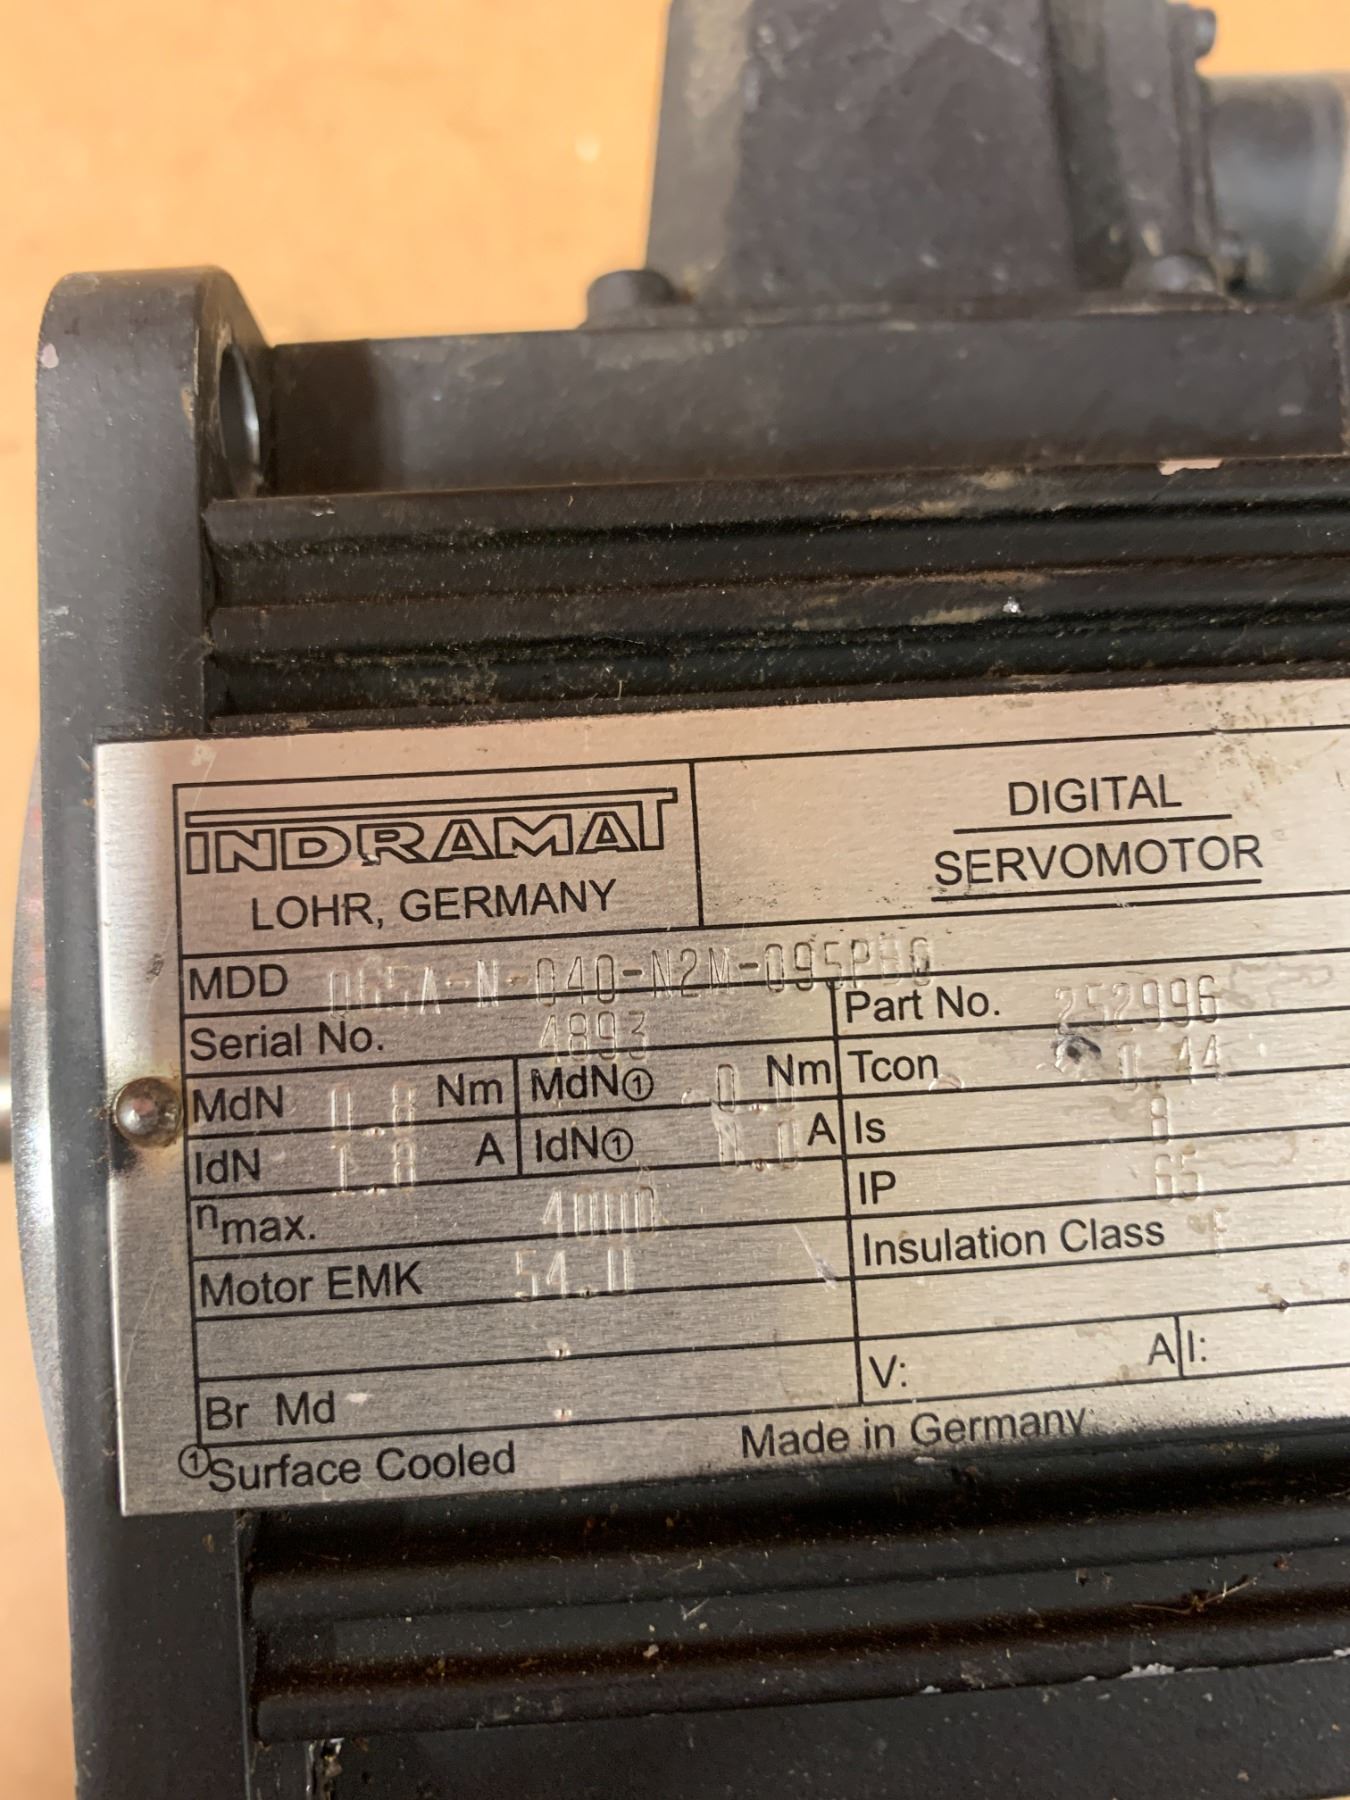 INDRAMAT
LOHR, GERMANY
DIGITAL
SERVOMOTOR
MDD 065A-N-040-N2M-095PB0
Serial No. 4893
Part No. 252996
MdN 0.8 Nm MdN① 0.0 Nm
Tcon 0.44
IdN 1.8 A IdN① 0.0 A
Is 8
IP 65
nmax. 4000
Insulation Class F
Motor EMK 54.0
V: A I:
Br Md
①Surface Cooled
Made in Germany